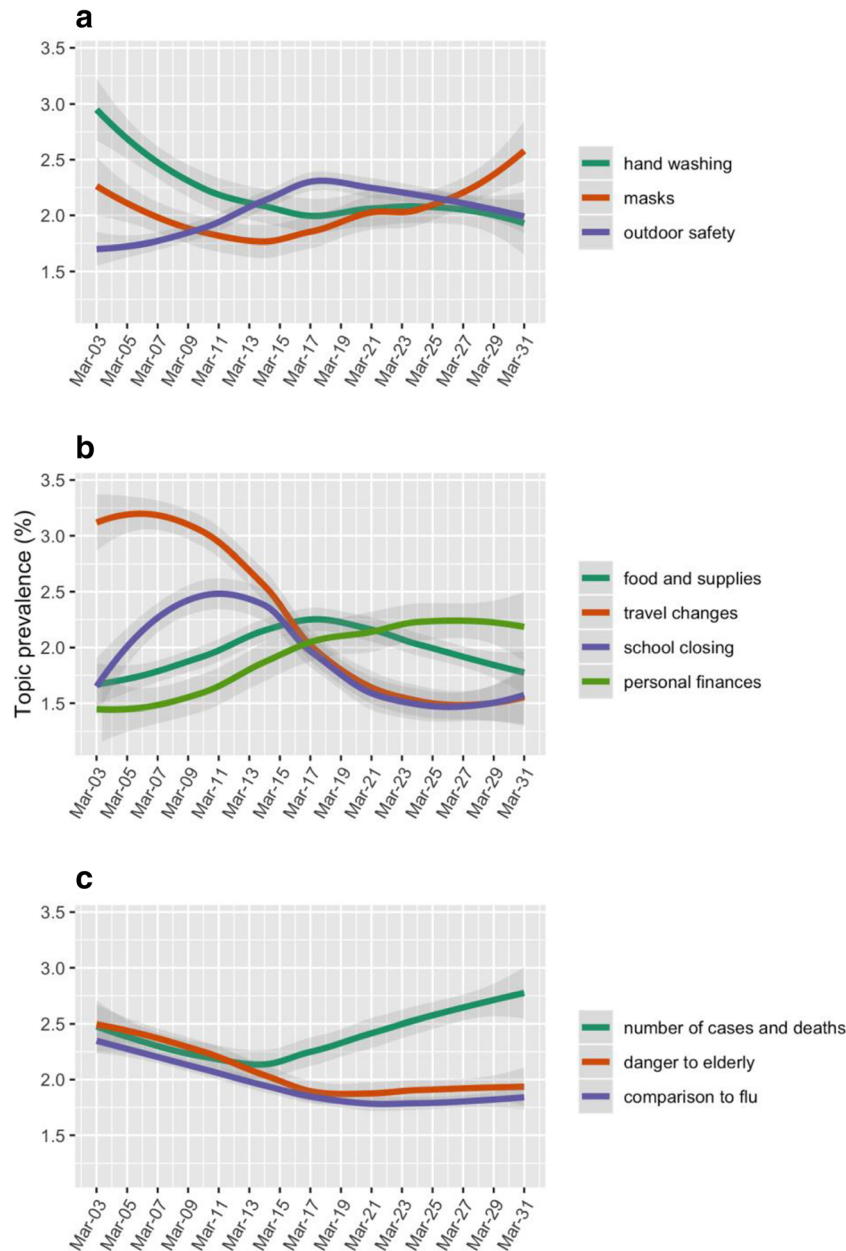 a
3.5
3.0
2.5
2.0
1.5
Mar-03 Mar-05 Mar-07 Mar-09 Mar-11 Mar-13 Mar-15 Mar-17 Mar-19 Mar-21 Mar-23 Mar-25 Mar-27 Mar-29 Mar-31
hand washing
masks
outdoor safety
b
Topic prevalence (%)
3.5
3.0
2.5
2.0
1.5
Mar-03 Mar-05 Mar-07 Mar-09 Mar-11 Mar-13 Mar-15 Mar-17 Mar-19 Mar-21 Mar-23 Mar-25 Mar-27 Mar-29 Mar-31
food and supplies
travel changes
school closing
personal finances
c
3.5
3.0
2.5
2.0
1.5
Mar-03 Mar-05 Mar-07 Mar-09 Mar-11 Mar-13 Mar-15 Mar-17 Mar-19 Mar-21 Mar-23 Mar-25 Mar-27 Mar-29 Mar-31
number of cases and deaths
danger to elderly
comparison to flu